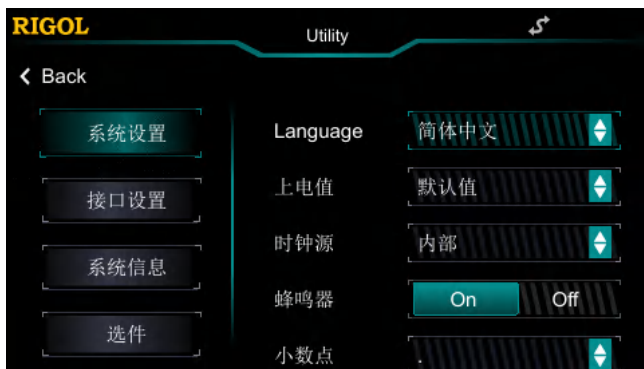 RIGOL
Utility
Back
系统设置
接口设置
系统信息
选件
Language 简体中文
上电值 默认值
时钟源 内部
蜂鸣器 On Off
小数点 .